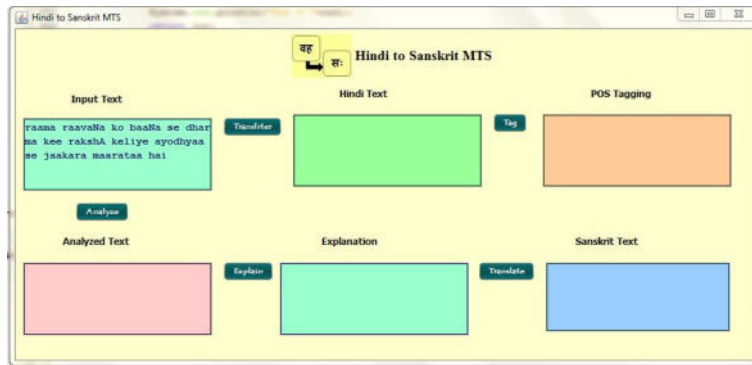 Hindi to Sanskrit MTS
वह
सः
Hindi to Sanskrit MTS
Input Text
Hindi Text
POS Tagging
raama raavaNa ko baaNa se dhar
ma kee rakshA keliye ayodhyaa
se jaakara maarataa hai
Transliter
Tag
Analyze
Analyzed Text
Explanation
Sanskrit Text
Explain
Translate